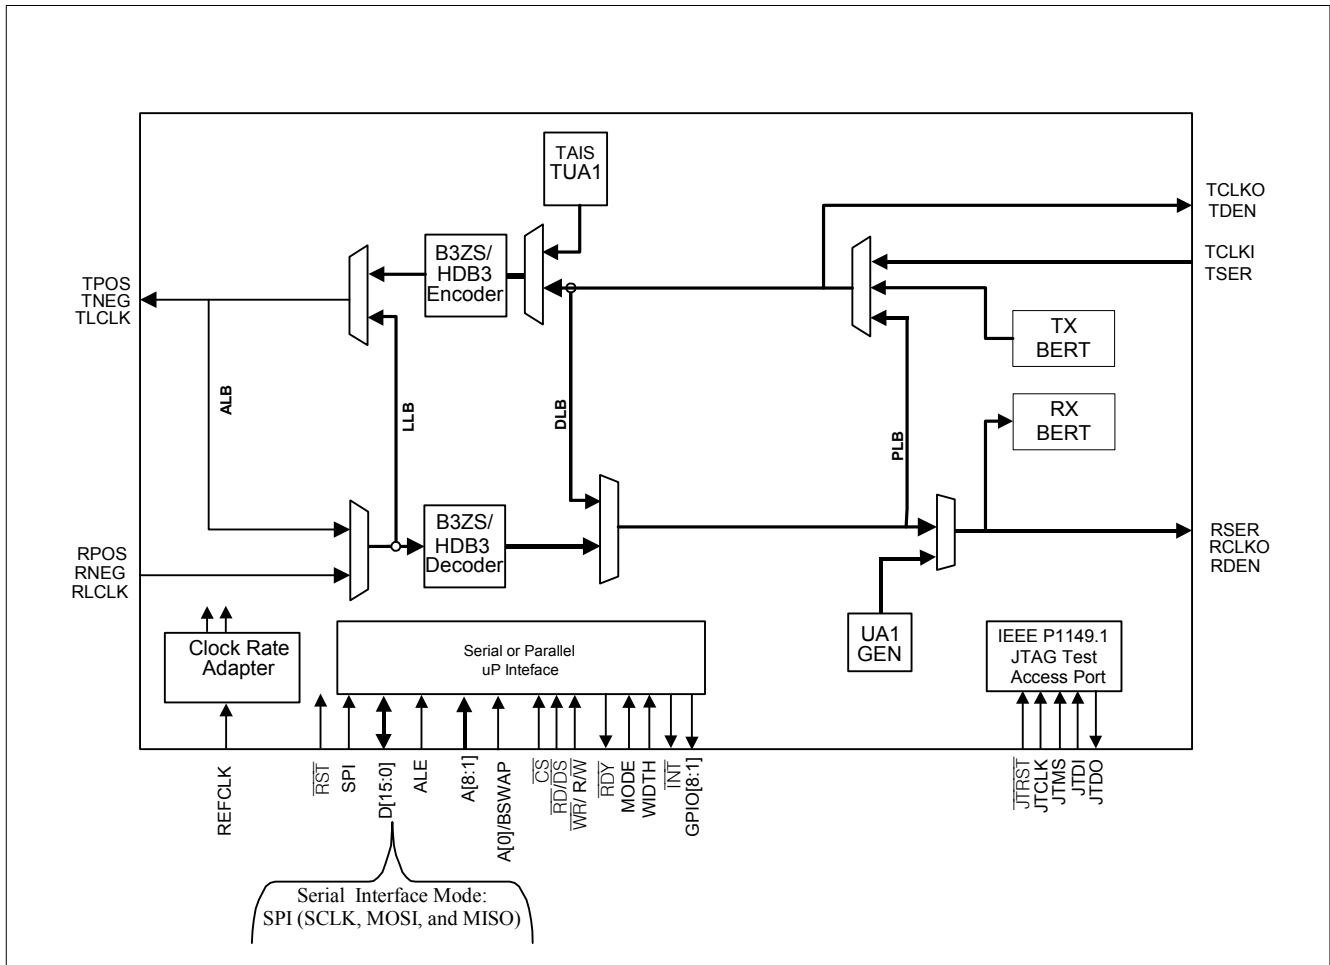 TAIS
TUA1
TCLKO
TDEN
B3ZS/
HDB3
Encoder
TCLKI
TSER
TPOS
TNEG
TLCLK
TX
BERT
ALB
LLB
DLB
PLB
RX
BERT
B3ZS/
HDB3
Decoder
RPOS
RNEG
RLCLK
RSER
RCLKO
RDEN
Clock Rate
Adapter
Serial or Parallel
uP Inteface
UA1
GEN
IEEE P1149.1
JTAG Test
Access Port
REFCLK
RST
SPI
D[15:0]
ALE
A[8:1]
A[0]/BSWAP
CS
RD/DS
WR/ R/W
RDY
MODE
WIDTH
INT
GPIO[8:1]
JTRST
JTCLK
JTMS
JTDI
JTDO
Serial Interface Mode:
SPI (SCLK, MOSI, and MISO)